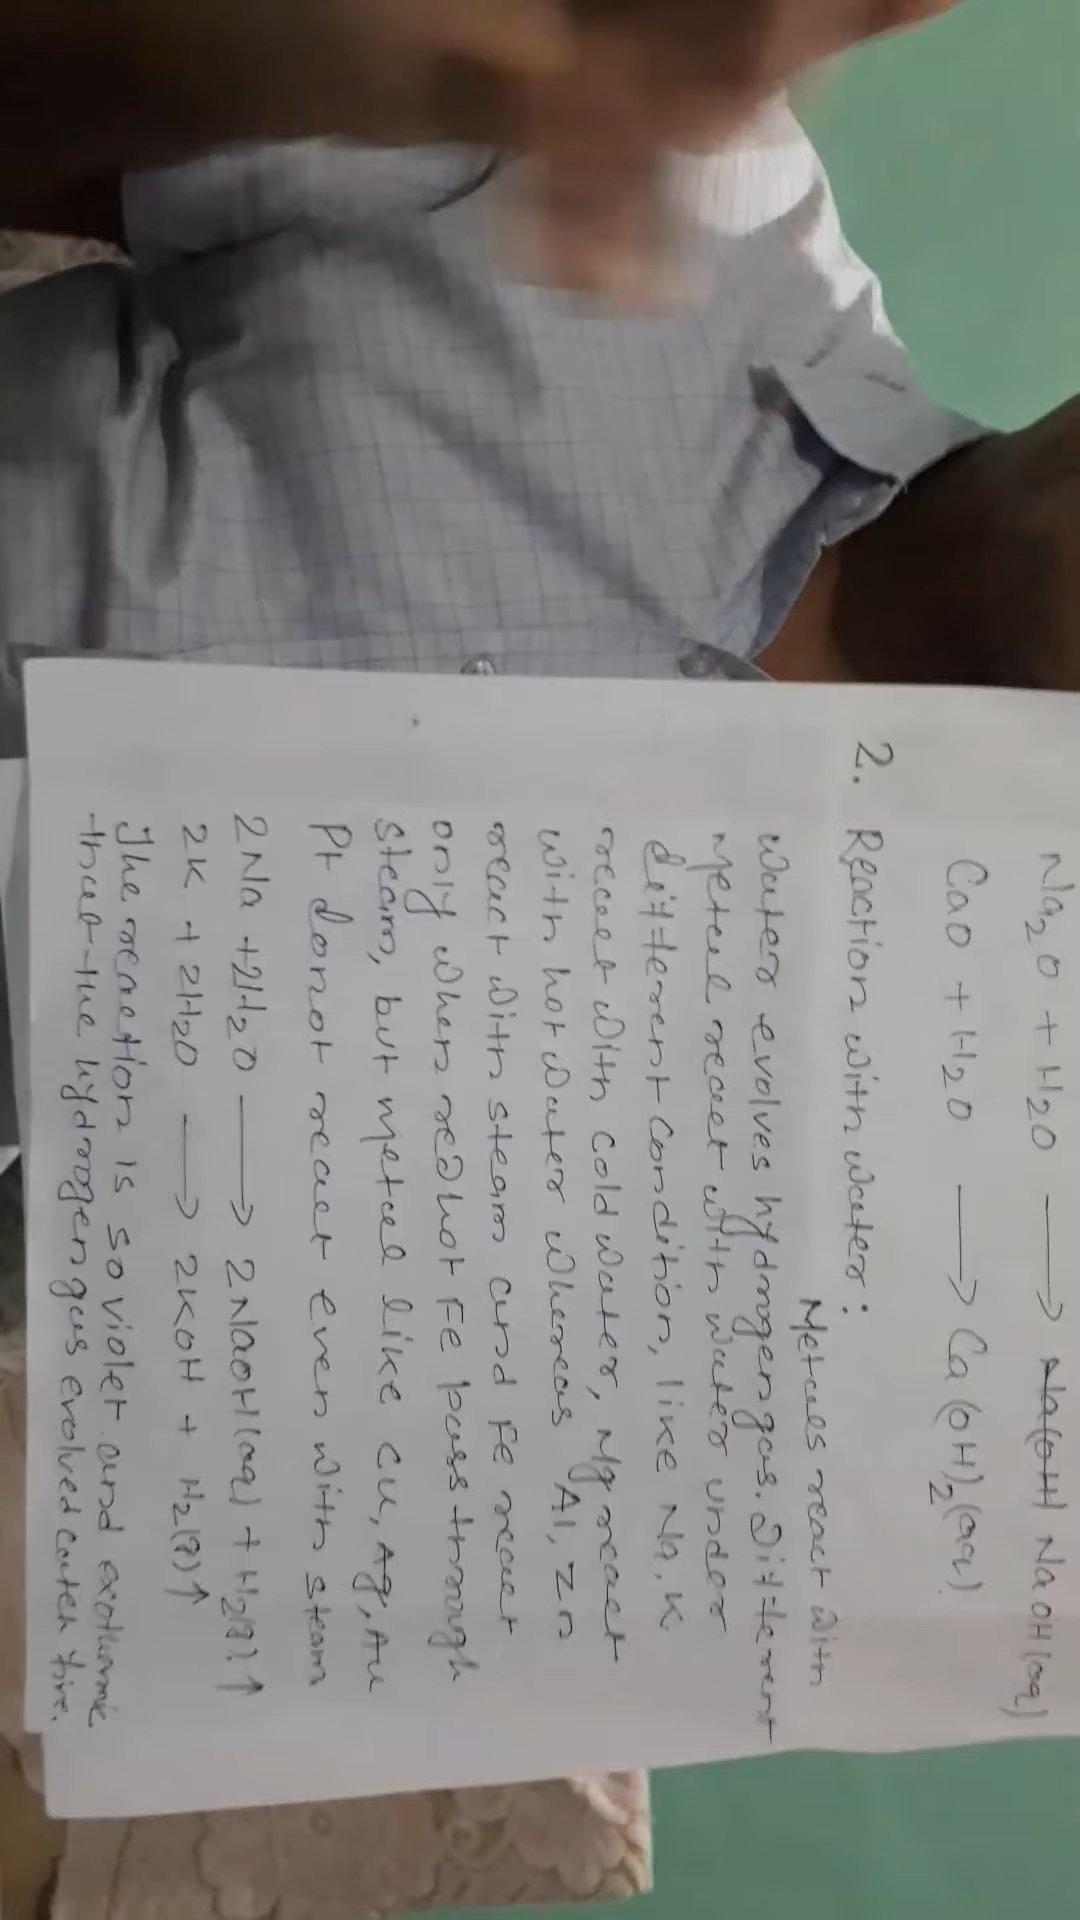 Na2O + H2O ⟶ Na(OH) NaOH(aq)
CaO + H2O ⟶ Ca(OH)2(aq)
2. Reaction with water:
Metals react with
water evolves hydrogen gas. Different
Metal react with water under
different condition, like Na, K
react with cold water, Mg react
with hot water whereas Al, Zn
react with steam and Fe react
only when red hot Fe pass through
steam, but Metal like Cu, Ag, Au
Pt donot react even with steam
2Na + 2H2O ⟶ 2NaOH(aq) + H2(g)↑
2K + 2H2O ⟶ 2KOH + H2(g)↑
The reaction is so violet and exothermic
that the hydrogen gas evolved catch fire.